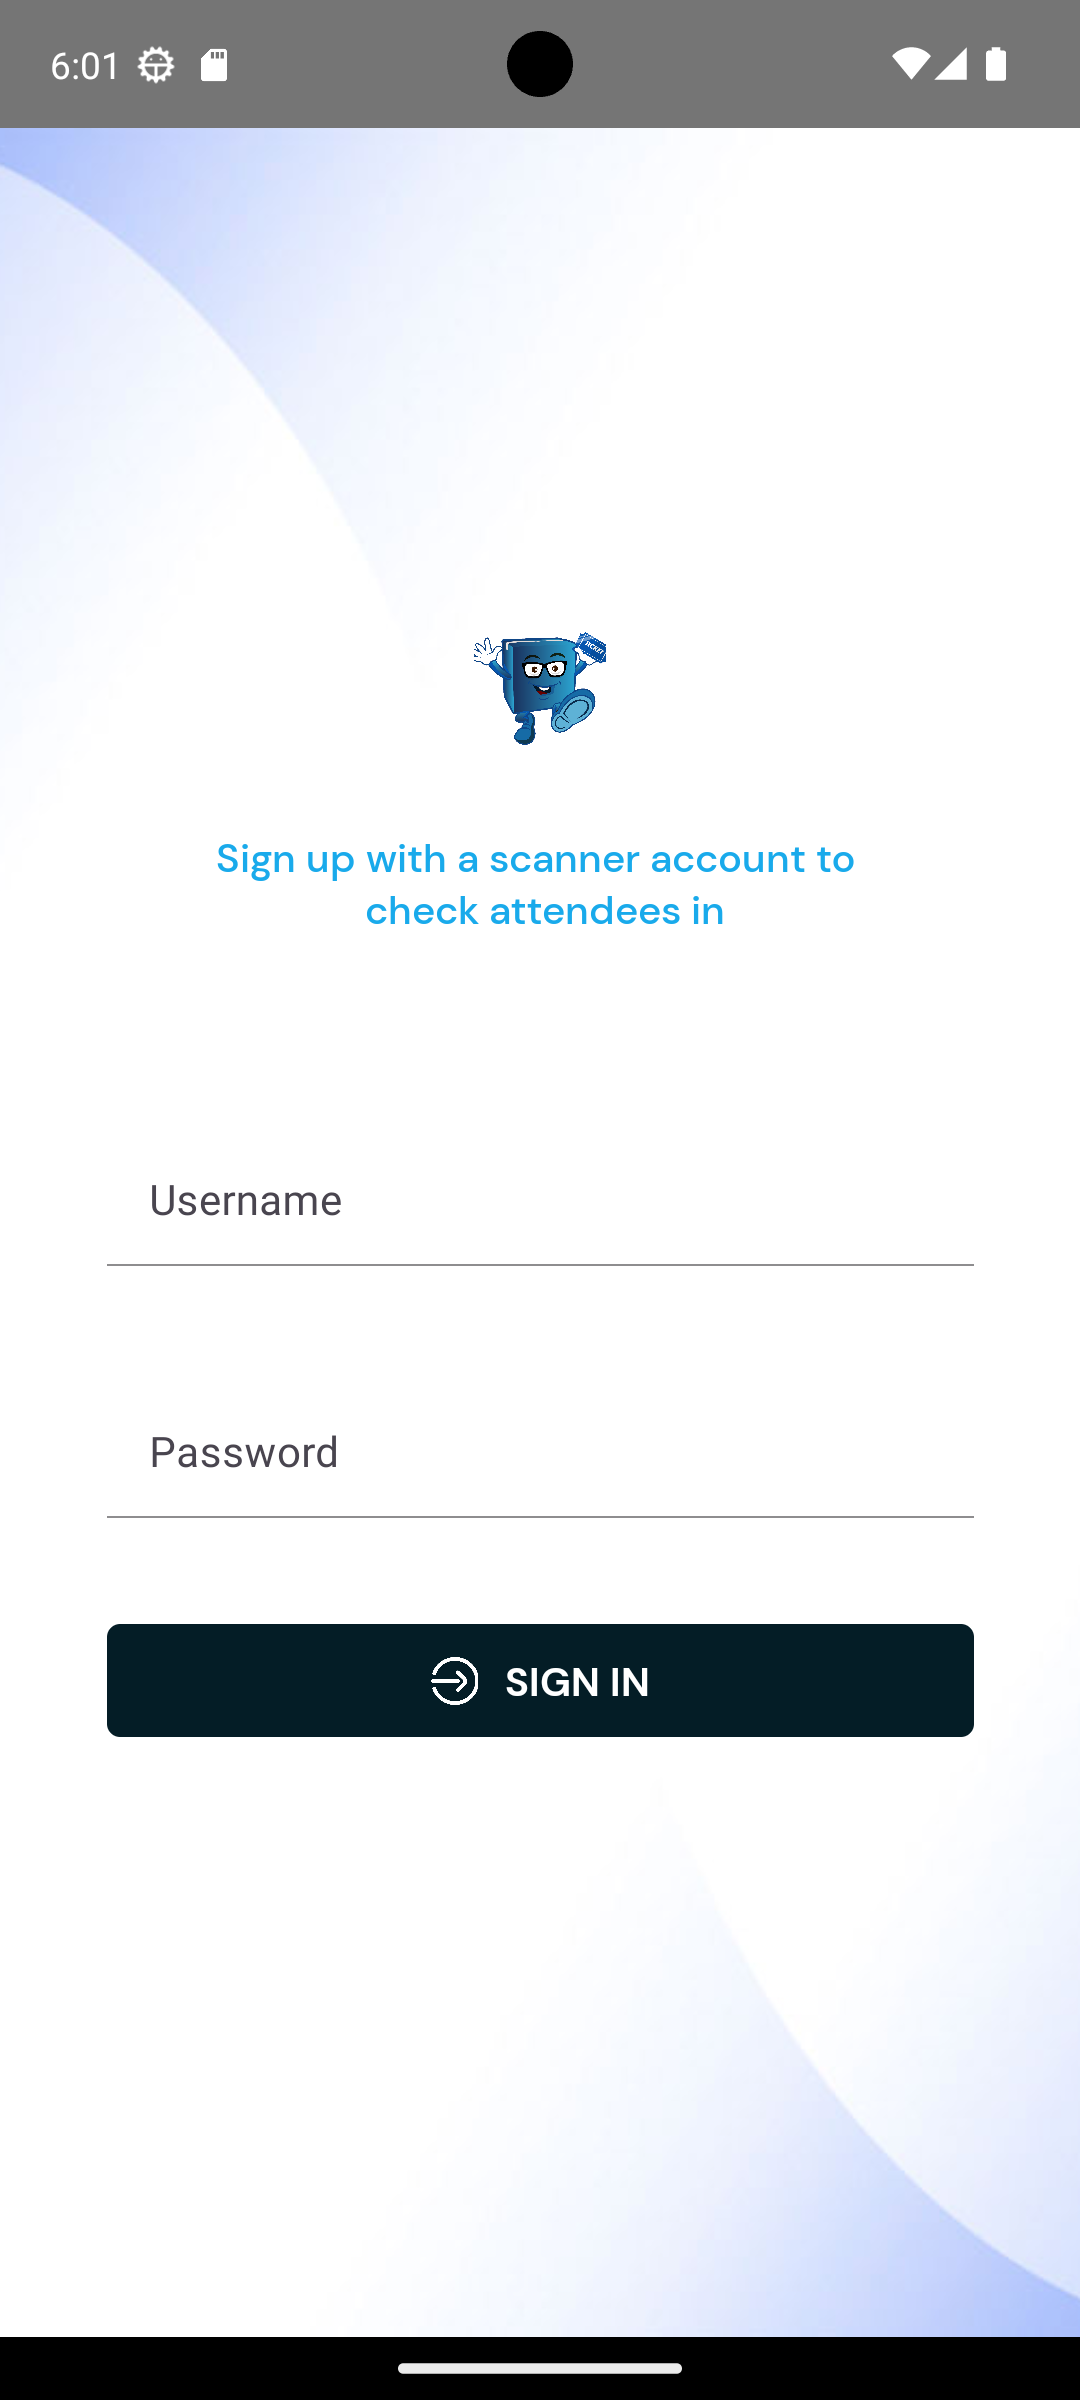 6:01
TICKET
Sign up with a scanner account to
check attendees in
Username
Password
SIGN IN